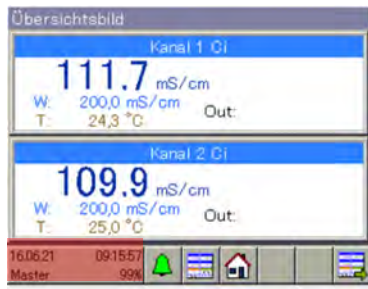 Übersichtsbild
Kanal 1 Ci
111.7 mS/cm
W: 200,0 mS/cm
Out:
T: 24,3 °C
Kanal 2 Ci
109.9 mS/cm
W: 200,0 mS/cm
Out:
T: 25,0 °C
16.06.21 09:15:57
Master 99%